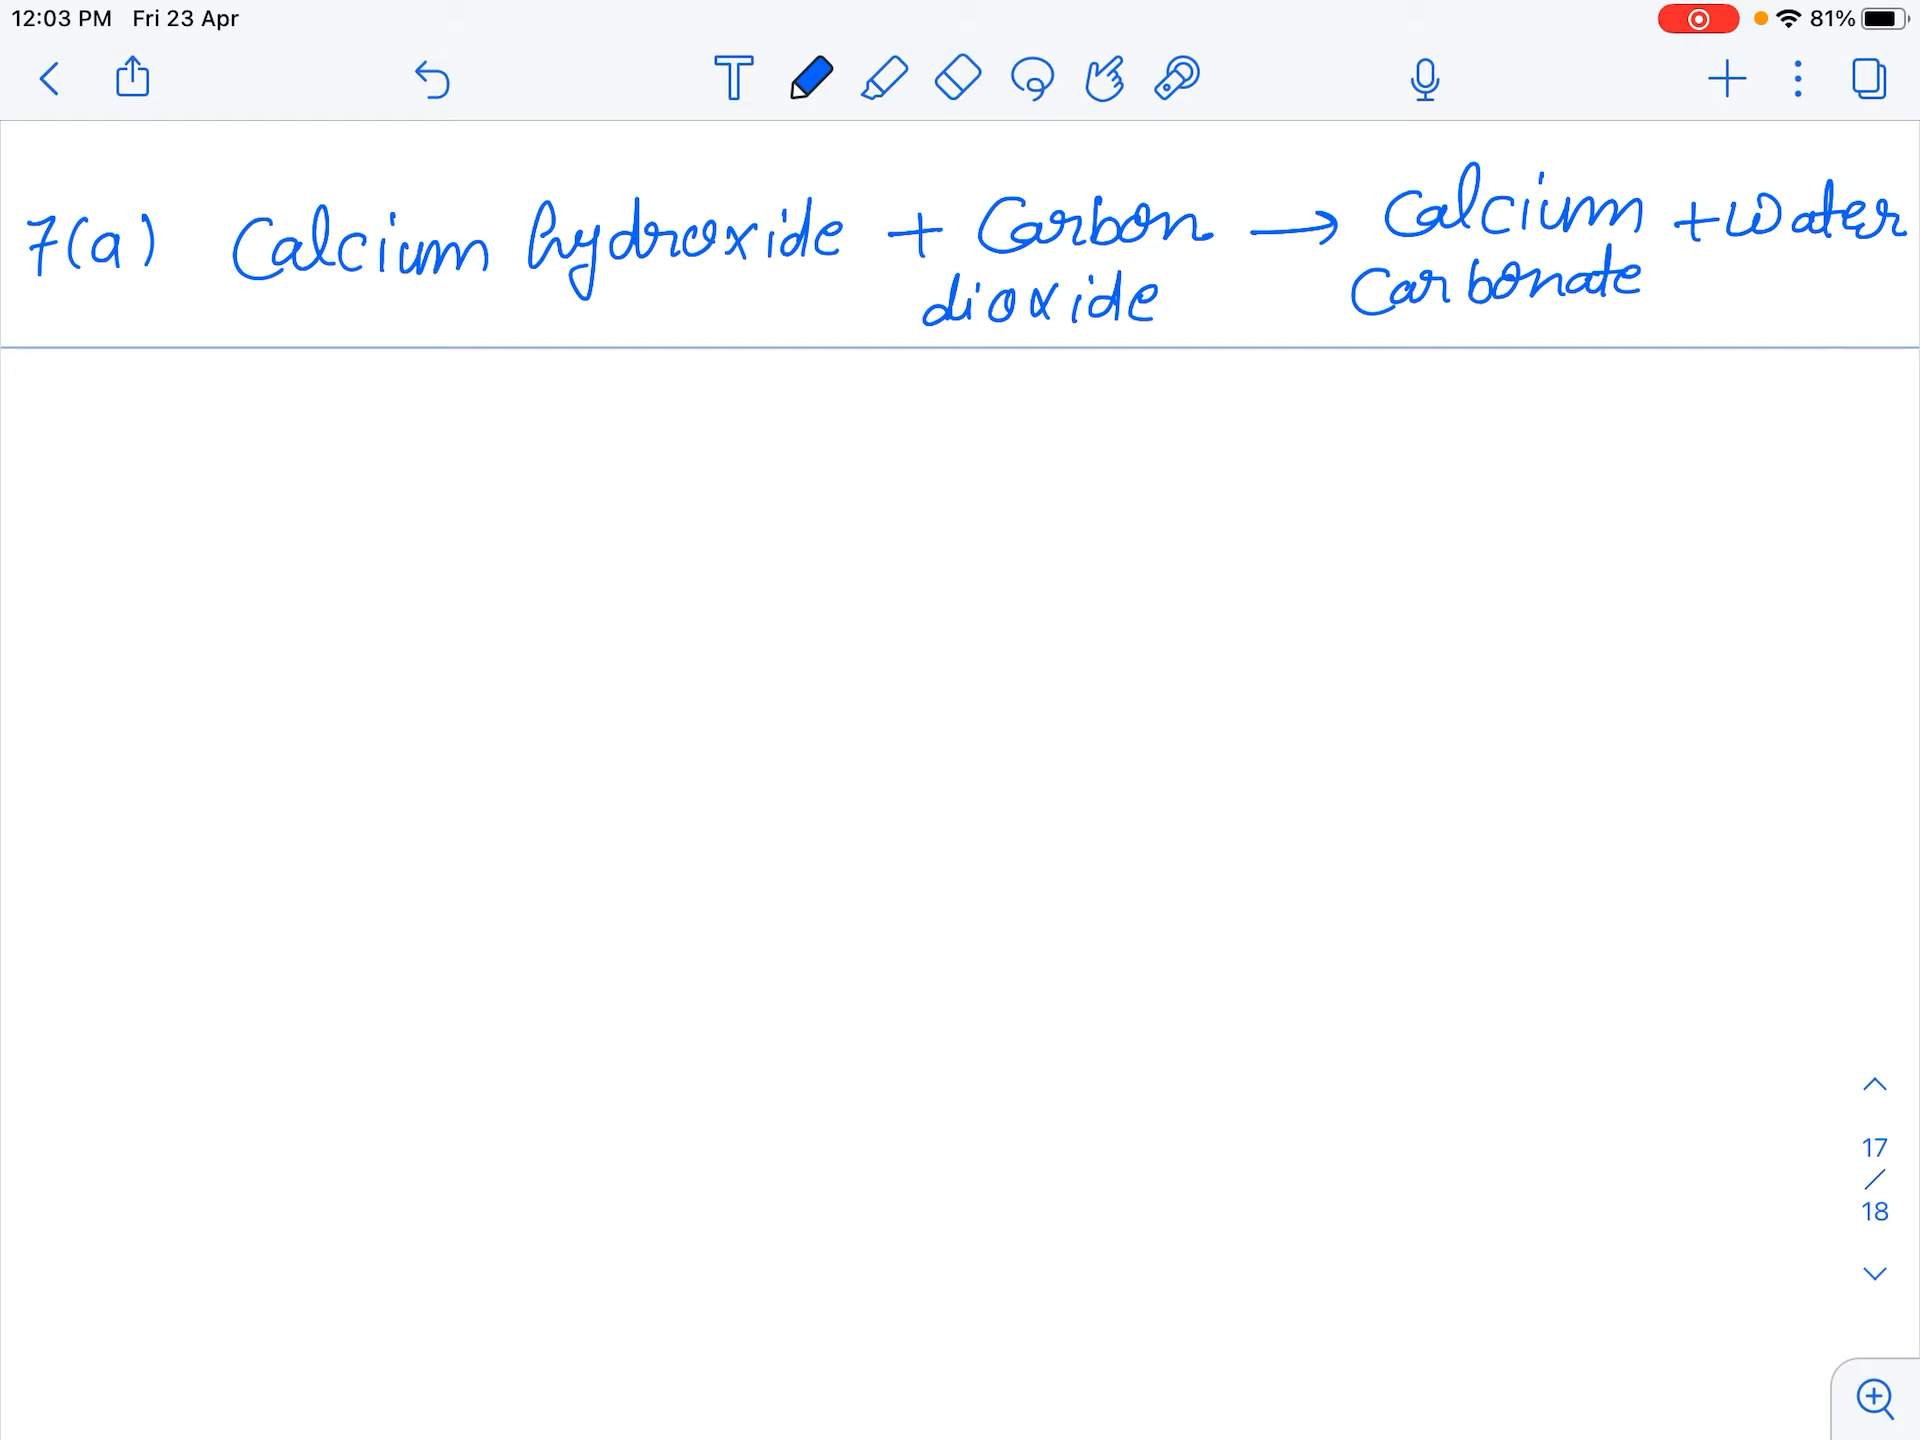 12:03 PM Fri 23 Apr 81%
7(a) Calcium hydroxide + Carbon → Calcium + Water
dioxide Carbonate
17
/
18